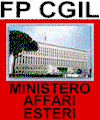 FP CGIL
MINISTERO
AFFARI
ESTERI